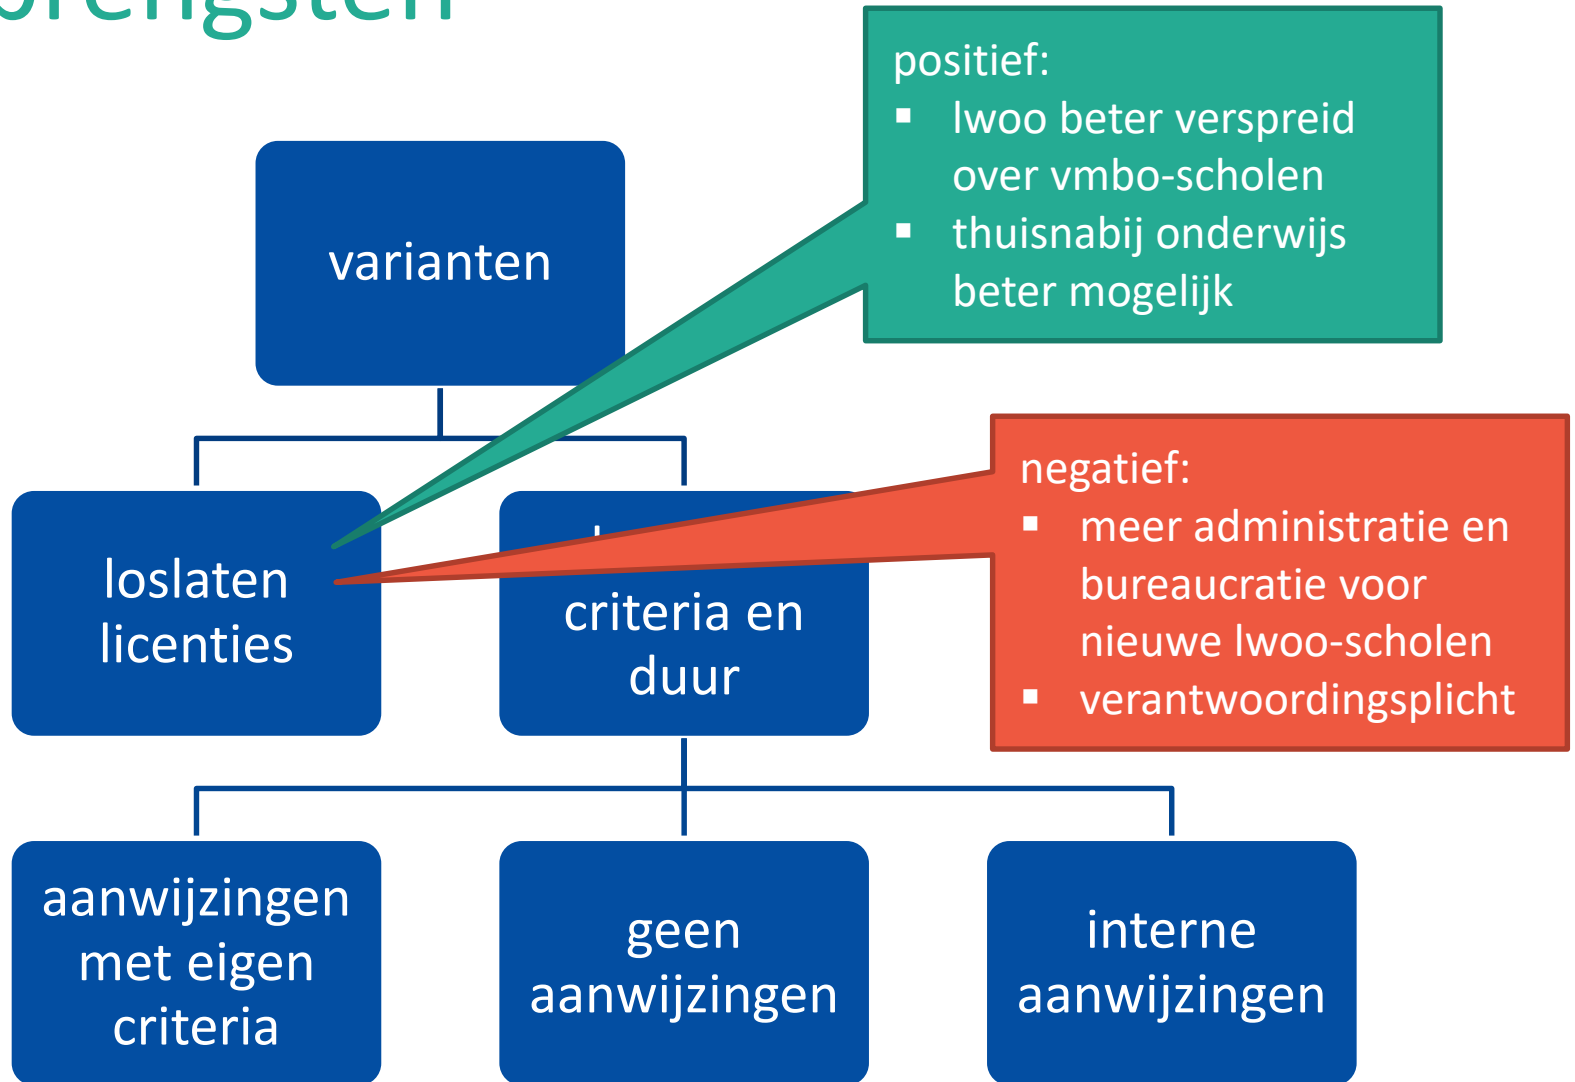 positief:
▪ lwoo beter verspreid
over vmbo-scholen
▪ thuisnabij onderwijs
beter mogelijk
varianten
negatief:
▪ meer administratie en
bureaucratie voor
nieuwe lwoo-scholen
▪ verantwoordingsplicht
loslaten
licenties
criteria en
duur
aanwijzingen
met eigen
criteria
geen
aanwijzingen
interne
aanwijzingen